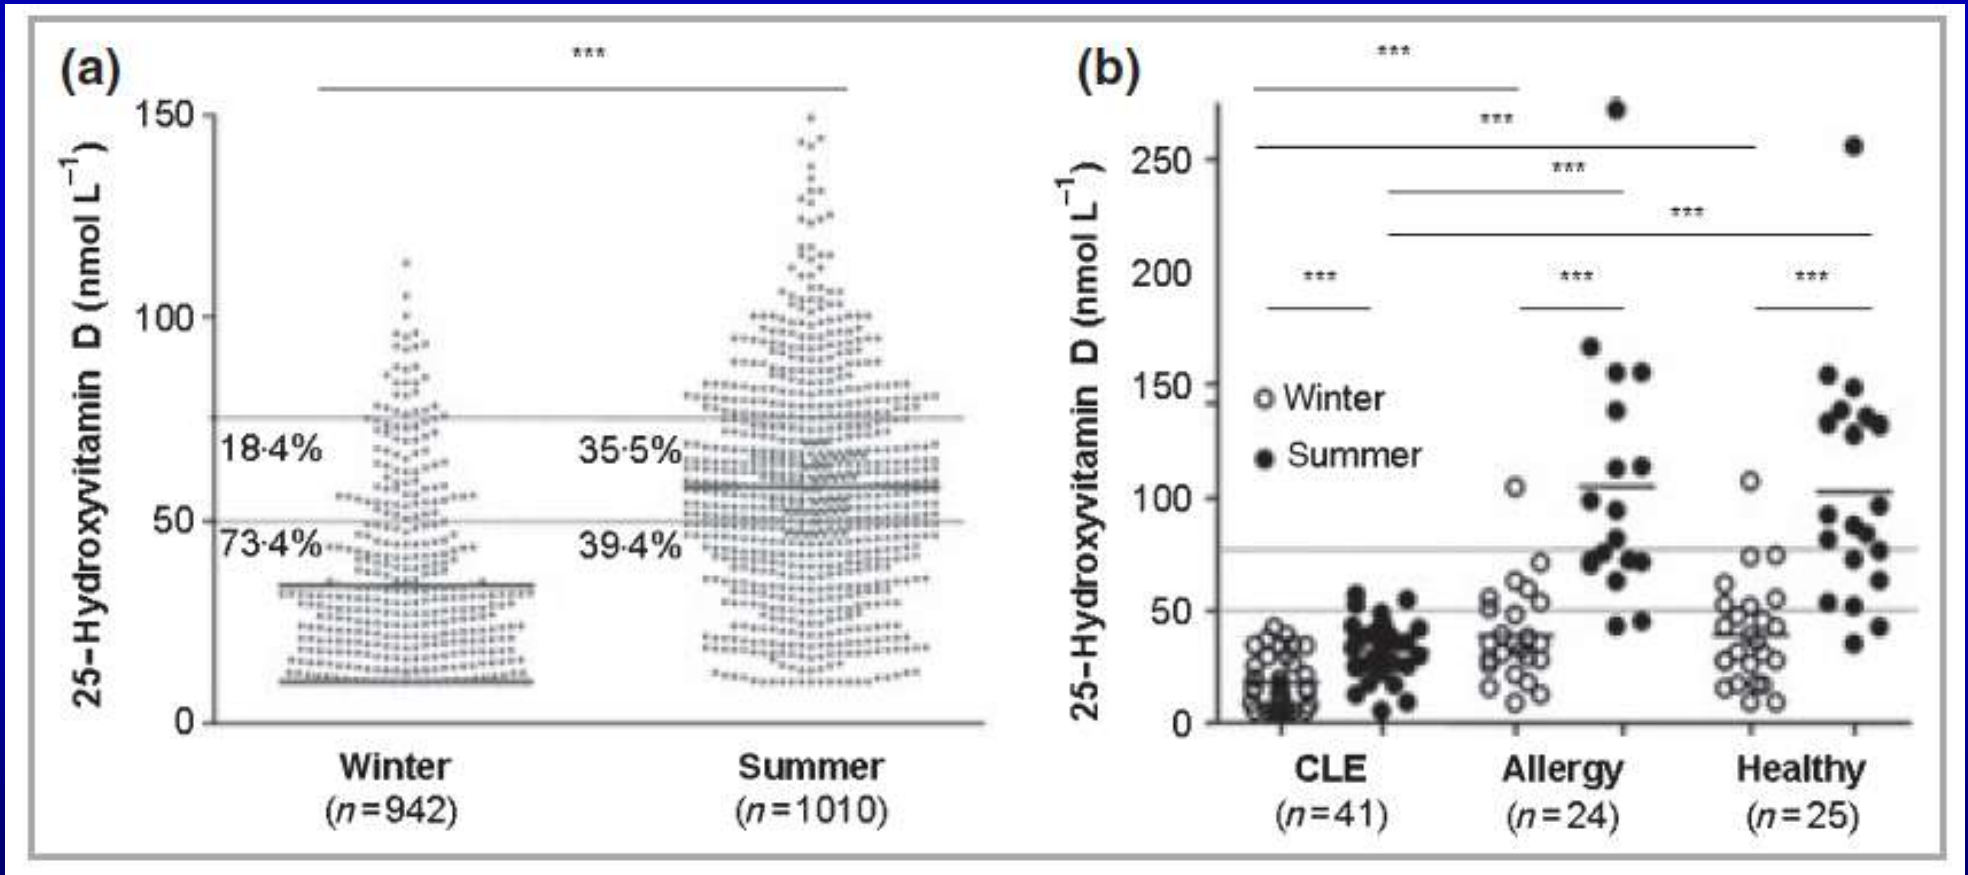 (a)
***
25-Hydroxyvitamin D (nmol L−1)
150
100
50
0
18·4%
35·5%
73·4%
39·4%
Winter
(n=942)
Summer
(n=1010)
(b)
***
***
***
***
***
***
***
25-Hydroxyvitamin D (nmol L−1)
250
200
150
100
50
0
Winter
Summer
CLE
(n=41)
Allergy
(n=24)
Healthy
(n=25)